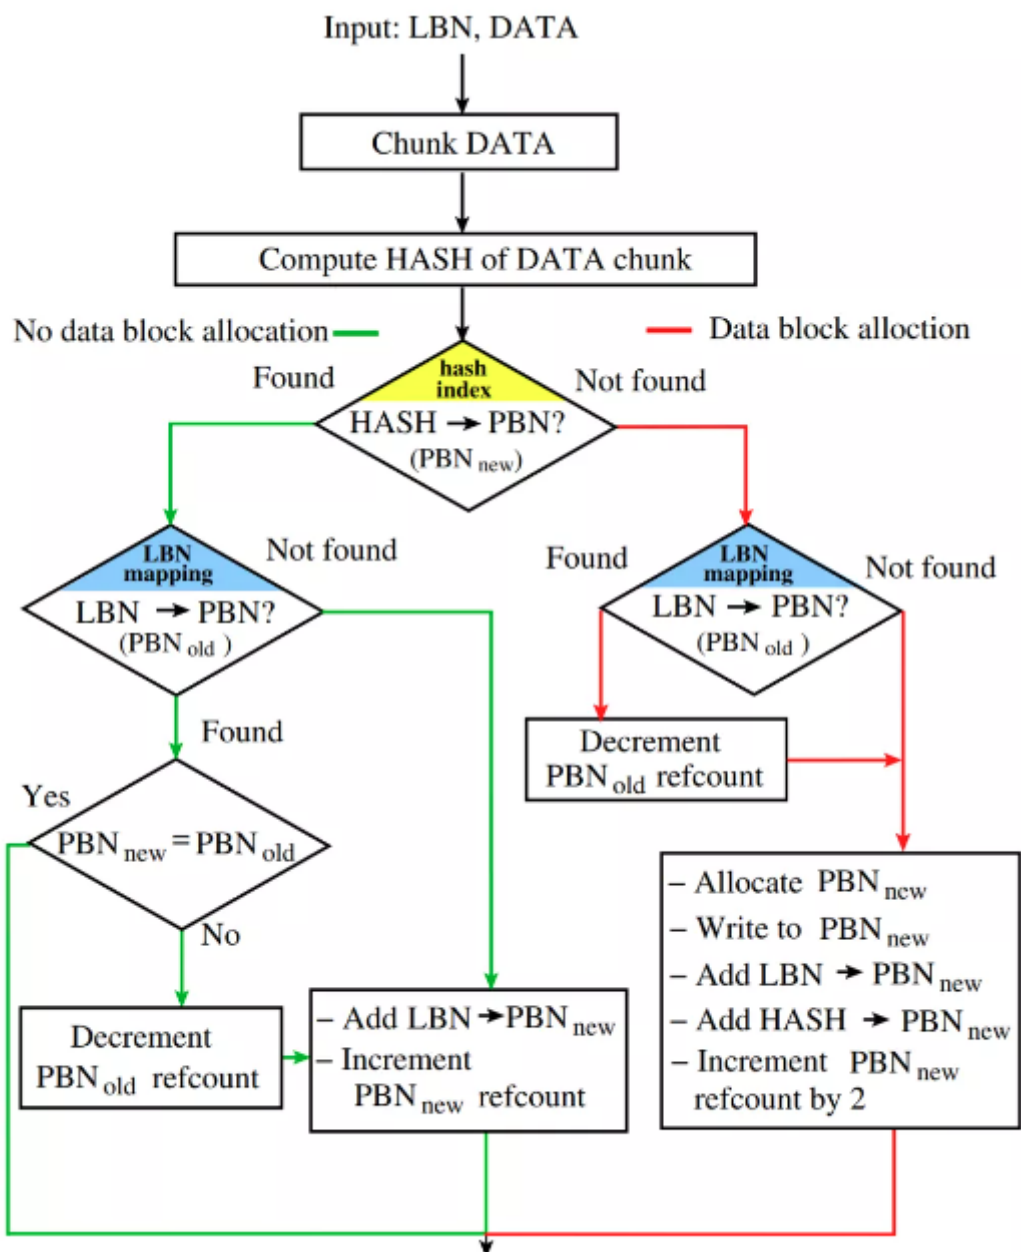 Input: LBN, DATA
Chunk DATA
Compute HASH of DATA chunk
No data block allocation
Data block alloction
Found
hash
index
Not found
HASH → PBN?
(PBN new)
LBN
mapping
Not found
LBN → PBN?
(PBN old )
Found
LBN
mapping
Not found
LBN → PBN?
(PBN old )
Found
Decrement
PBN old refcount
Yes
PBN new = PBN old
No
Decrement
PBN old refcount
– Add LBN → PBN new
– Increment
PBN new refcount
– Allocate PBN new
– Write to PBN new
– Add LBN → PBN new
– Add HASH → PBN new
– Increment PBN new
refcount by 2